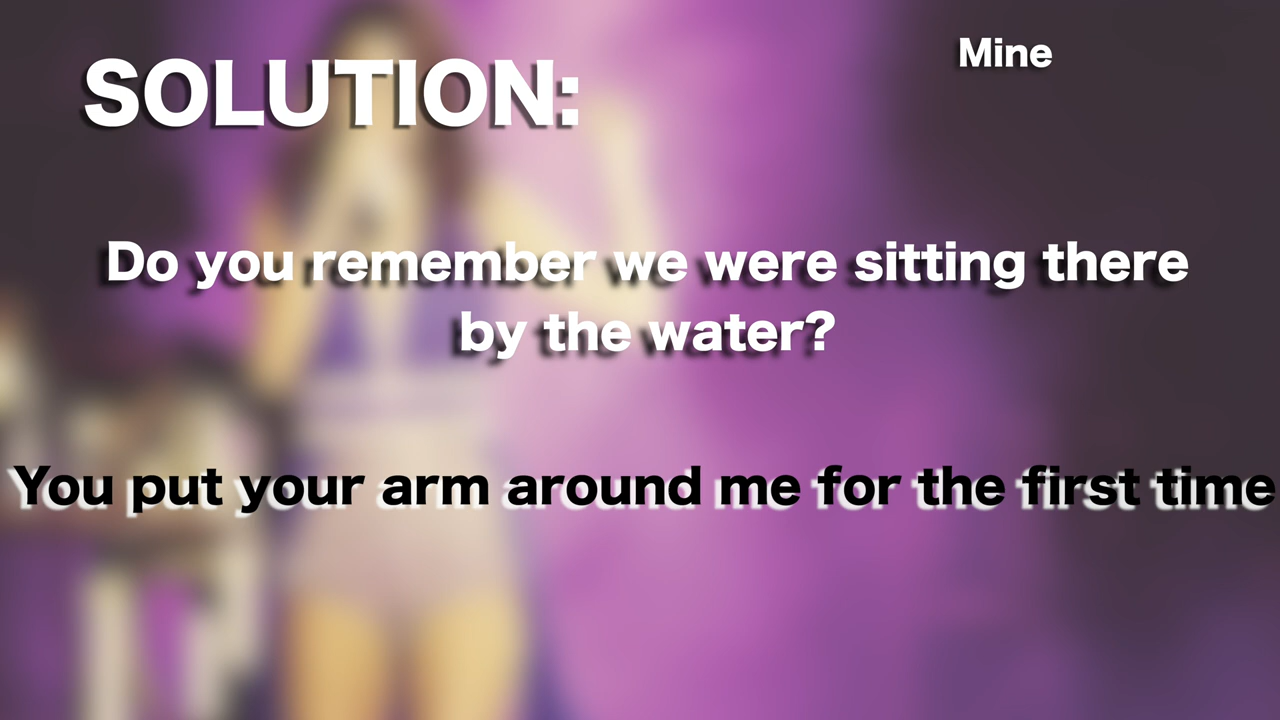 Mine
SOLUTION:
Do you remember we were sitting there
by the water?
You put your arm around me for the first time